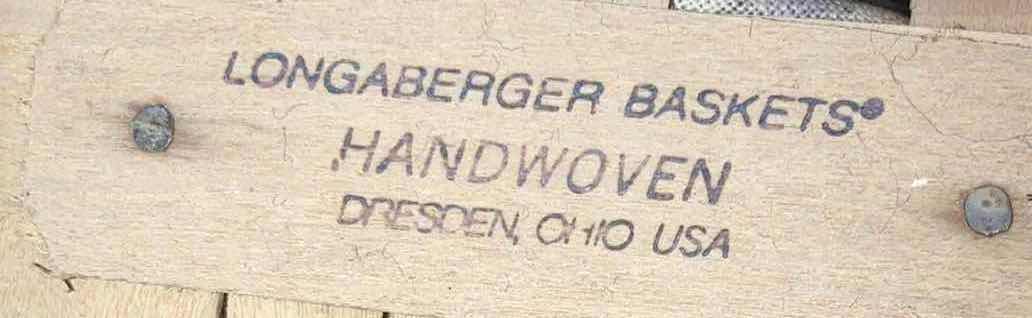 LONGABERGER BASKETS®
HANDWOVEN
DRESDEN, OHIO USA